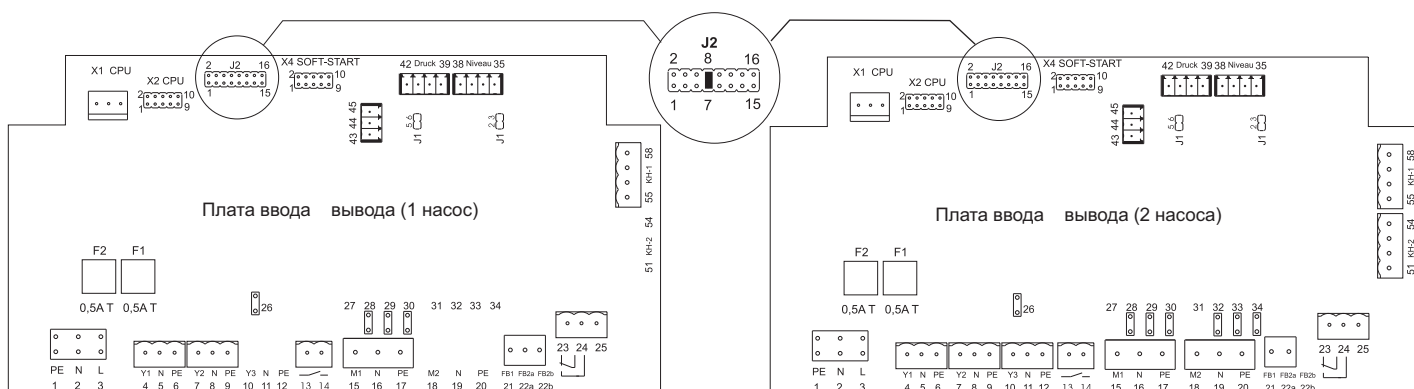 J2
2 8 16
1 7 15
X1 CPU
X2 CPU
2 10
1 9
2 J2 16
1 15
X4 SOFT-START
2 10
1 9
42 Druck 39 38 Niveau 35
43 44 45
5 6
J1
2 3
J1
55 КН-1 58
51 КН-2 54
Плата ввода вывода (1 насос)
F2 F1
0,5A T 0,5A T
26
27 28 29 30 31 32 33 34
23 24 25
PE N L
1 2 3
Y1 N PE Y2 N PE Y3 N PE
4 5 6 7 8 9 10 11 12 13 14
M1 N PE M2 N PE
15 16 17 18 19 20
FB1 FB2a FB2b
21 22a 22b
X1 CPU
X2 CPU
2 10
1 9
2 J2 16
1 15
X4 SOFT-START
2 10
1 9
42 Druck 39 38 Niveau 35
43 44 45
5 6
J1
2 3
J1
55 КН-1 58
51 КН-2 54
Плата ввода вывода (2 насоса)
F2 F1
0,5A T 0,5A T
26
27 28 29 30 31 32 33 34
23 24 25
PE N L
1 2 3
Y1 N PE Y2 N PE Y3 N PE
4 5 6 7 8 9 10 11 12 13 14
M1 N PE M2 N PE
15 16 17 18 19 20
FB1 FB2a FB2b
21 22a 22b